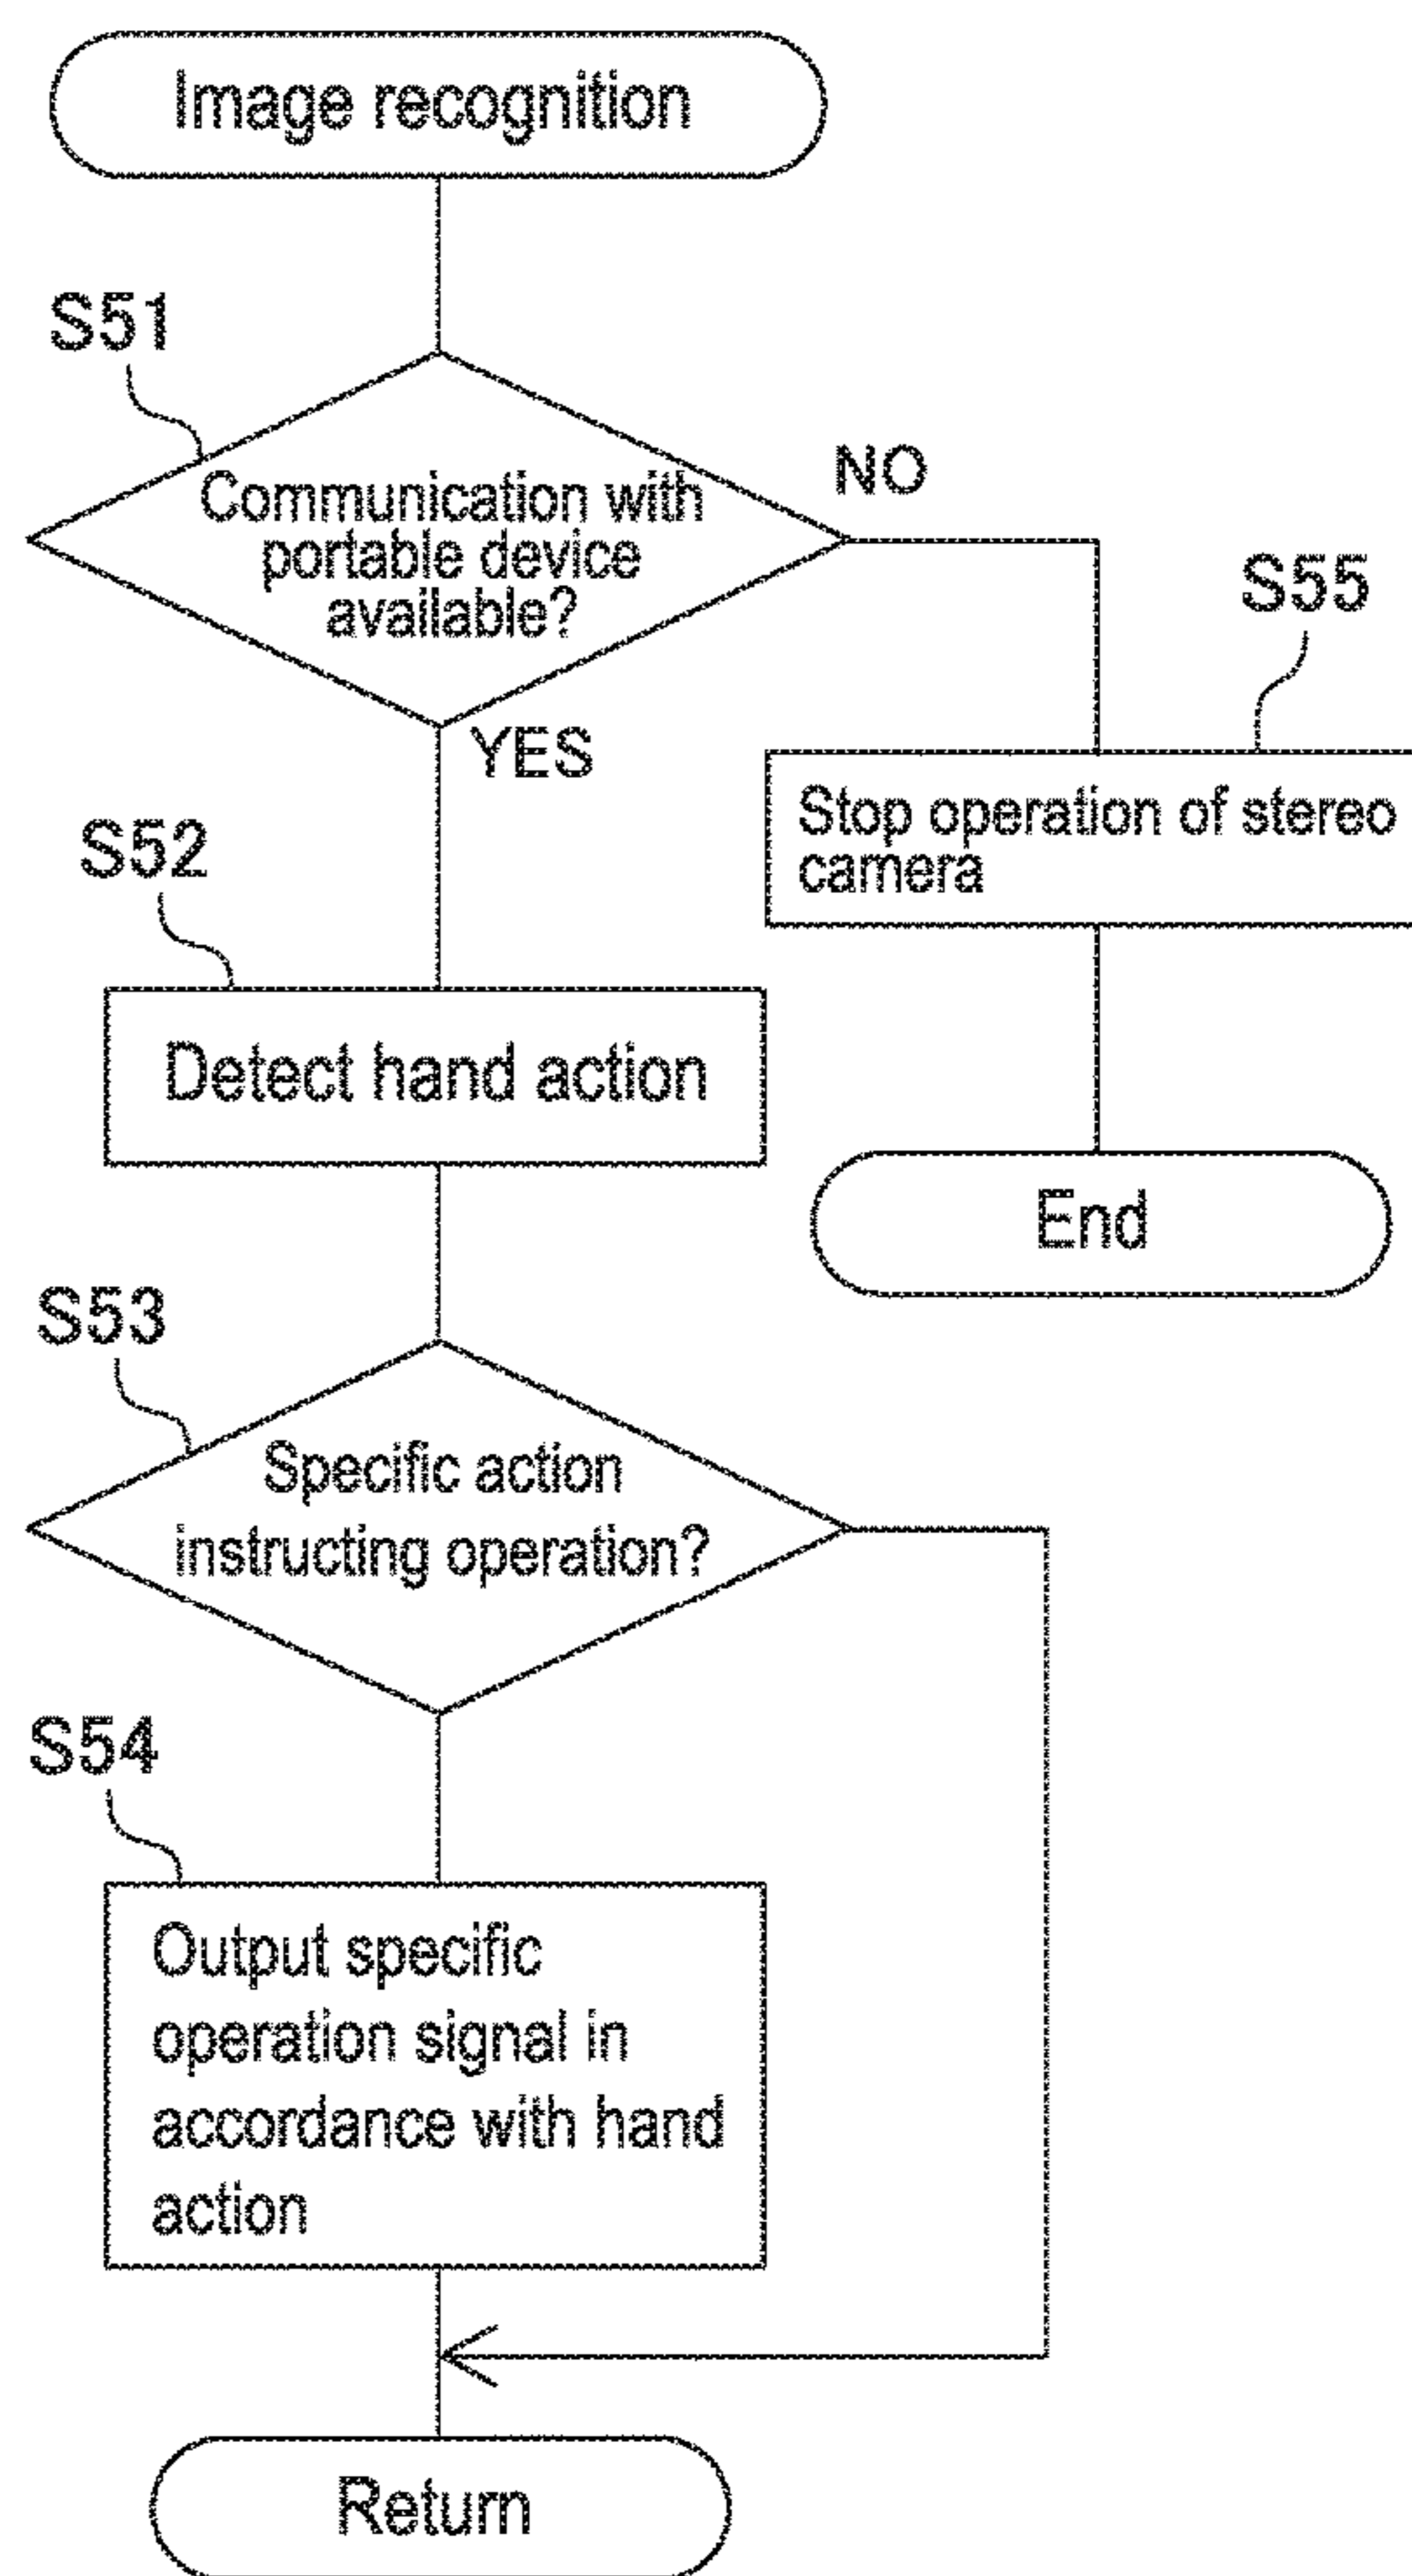 Image recognition
S51
Communication with
portable device
available?
NO
YES
S55
Stop operation of stereo
camera
S52
Detect hand action
End
S53
Specific action
instructing operation?
S54
Output specific
operation signal in
accordance with hand
action
Return